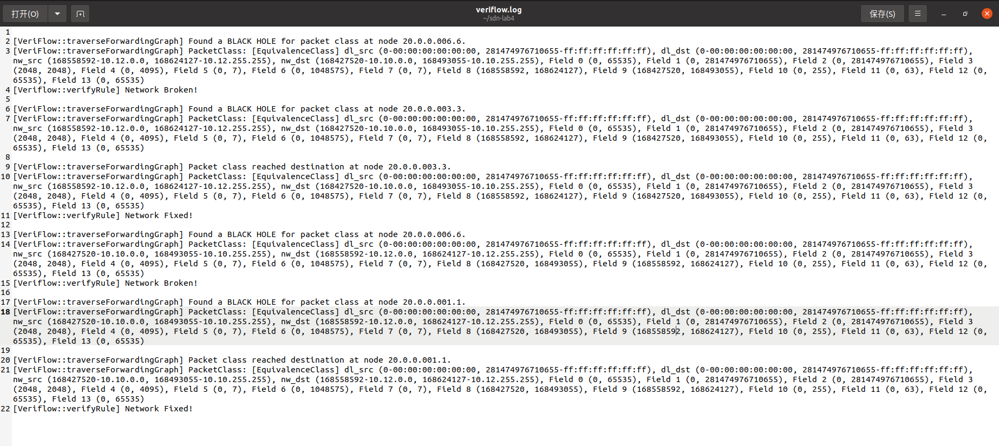 打开(O)
veriflow.log
~/sdn-lab4
保存(S)
1
2 [VeriFlow::traverseForwardingGraph] Found a BLACK HOLE for packet class at node 20.0.0.006.6.
3 [VeriFlow::traverseForwardingGraph] PacketClass: [EquivalenceClass] dl_src (0-00:00:00:00:00:00, 281474976710655-ff:ff:ff:ff:ff:ff), dl_dst (0-00:00:00:00:00:00, 281474976710655-ff:ff:ff:ff:ff:ff),
nw_src (168558592-10.12.0.0, 168624127-10.12.255.255), nw_dst (168427520-10.10.0.0, 168493055-10.10.255.255), Field 0 (0, 65535), Field 1 (0, 281474976710655), Field 2 (0, 281474976710655), Field 3
(2048, 2048), Field 4 (0, 4095), Field 5 (0, 7), Field 6 (0, 1048575), Field 7 (0, 7), Field 8 (168558592, 168624127), Field 9 (168427520, 168493055), Field 10 (0, 255), Field 11 (0, 63), Field 12 (0,
65535), Field 13 (0, 65535)
4 [Veriflow::verifyRule] Network Broken!
5
6 [VeriFlow::traverseForwardingGraph] Found a BLACK HOLE for packet class at node 20.0.0.003.3.
7 [VeriFlow::traverseForwardingGraph] PacketClass: [EquivalenceClass] dl_src (0-00:00:00:00:00:00, 281474976710655-ff:ff:ff:ff:ff:ff), dl_dst (0-00:00:00:00:00:00, 281474976710655-ff:ff:ff:ff:ff:ff),
nw_src (168558592-10.12.0.0, 168624127-10.12.255.255), nw_dst (168427520-10.10.0.0, 168493055-10.10.255.255), Field 0 (0, 65535), Field 1 (0, 281474976710655), Field 2 (0, 281474976710655), Field 3
(2048, 2048), Field 4 (0, 4095), Field 5 (0, 7), Field 6 (0, 1048575), Field 7 (0, 7), Field 8 (168558592, 168624127), Field 9 (168427520, 168493055), Field 10 (0, 255), Field 11 (0, 63), Field 12 (0,
65535), Field 13 (0, 65535)
8
9 [VeriFlow::traverseForwardingGraph] Packet class reached destination at node 20.0.0.003.3.
10 [VeriFlow::traverseForwardingGraph] PacketClass: [EquivalenceClass] dl_src (0-00:00:00:00:00:00, 281474976710655-ff:ff:ff:ff:ff:ff), dl_dst (0-00:00:00:00:00:00, 281474976710655-ff:ff:ff:ff:ff:ff),
nw_src (168558592-10.12.0.0, 168624127-10.12.255.255), nw_dst (168427520-10.10.0.0, 168493055-10.10.255.255), Field 0 (0, 65535), Field 1 (0, 281474976710655), Field 2 (0, 281474976710655), Field 3
(2048, 2048), Field 4 (0, 4095), Field 5 (0, 7), Field 6 (0, 1048575), Field 7 (0, 7), Field 8 (168558592, 168624127), Field 9 (168427520, 168493055), Field 10 (0, 255), Field 11 (0, 63), Field 12 (0,
65535), Field 13 (0, 65535)
11 [Veriflow::verifyRule] Network Fixed!
12
13 [VeriFlow::traverseForwardingGraph] Found a BLACK HOLE for packet class at node 20.0.0.006.6.
14 [VeriFlow::traverseForwardingGraph] PacketClass: [EquivalenceClass] dl_src (0-00:00:00:00:00:00, 281474976710655-ff:ff:ff:ff:ff:ff), dl_dst (0-00:00:00:00:00:00, 281474976710655-ff:ff:ff:ff:ff:ff),
nw_src (168427520-10.10.0.0, 168493055-10.10.255.255), nw_dst (168558592-10.12.0.0, 168624127-10.12.255.255), Field 0 (0, 65535), Field 1 (0, 281474976710655), Field 2 (0, 281474976710655), Field 3
(2048, 2048), Field 4 (0, 4095), Field 5 (0, 7), Field 6 (0, 1048575), Field 7 (0, 7), Field 8 (168427520, 168493055), Field 9 (168558592, 168624127), Field 10 (0, 255), Field 11 (0, 63), Field 12 (0,
65535), Field 13 (0, 65535)
15 [Veriflow::verifyRule] Network Broken!
16
17 [VeriFlow::traverseForwardingGraph] Found a BLACK HOLE for packet class at node 20.0.0.001.1.
18 [VeriFlow::traverseForwardingGraph] PacketClass: [EquivalenceClass] dl_src (0-00:00:00:00:00:00, 281474976710655-ff:ff:ff:ff:ff:ff), dl_dst (0-00:00:00:00:00:00, 281474976710655-ff:ff:ff:ff:ff:ff),
nw_src (168427520-10.10.0.0, 168493055-10.10.255.255), nw_dst (168558592-10.12.0.0, 168624127-10.12.255.255), Field 0 (0, 65535), Field 1 (0, 281474976710655), Field 2 (0, 281474976710655), Field 3
(2048, 2048), Field 4 (0, 4095), Field 5 (0, 7), Field 6 (0, 1048575), Field 7 (0, 7), Field 8 (168427520, 168493055), Field 9 (168558592, 168624127), Field 10 (0, 255), Field 11 (0, 63), Field 12 (0,
65535), Field 13 (0, 65535)
19
20 [VeriFlow::traverseForwardingGraph] Packet class reached destination at node 20.0.0.001.1.
21 [VeriFlow::traverseForwardingGraph] PacketClass: [EquivalenceClass] dl_src (0-00:00:00:00:00:00, 281474976710655-ff:ff:ff:ff:ff:ff), dl_dst (0-00:00:00:00:00:00, 281474976710655-ff:ff:ff:ff:ff:ff),
nw_src (168427520-10.10.0.0, 168493055-10.10.255.255), nw_dst (168558592-10.12.0.0, 168624127-10.12.255.255), Field 0 (0, 65535), Field 1 (0, 281474976710655), Field 2 (0, 281474976710655), Field 3
(2048, 2048), Field 4 (0, 4095), Field 5 (0, 7), Field 6 (0, 1048575), Field 7 (0, 7), Field 8 (168427520, 168493055), Field 9 (168558592, 168624127), Field 10 (0, 255), Field 11 (0, 63), Field 12 (0,
65535), Field 13 (0, 65535)
22 [Veriflow::verifyRule] Network Fixed!